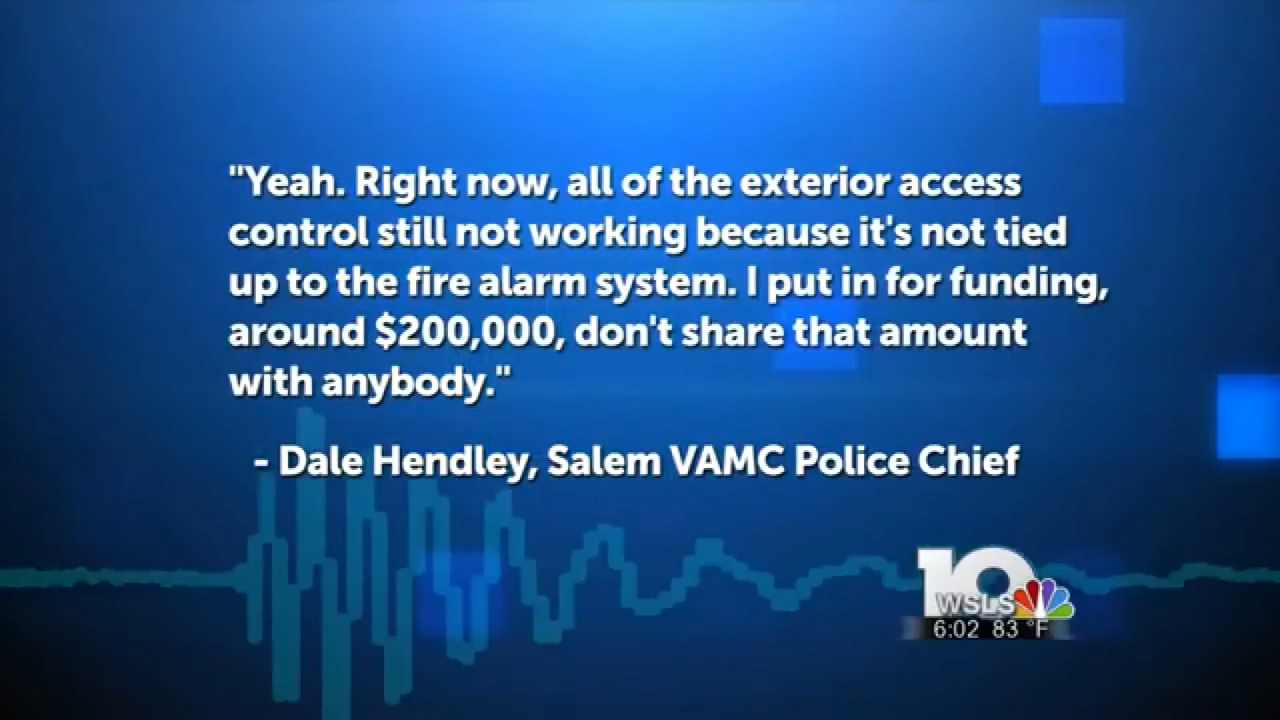 "Yeah. Right now, all of the exterior access
control still not working because it's not tied
up to the fire alarm system. I put in for funding,
around $200,000, don't share that amount
with anybody."
- Dale Hendley, Salem VAMC Police Chief
10
WSLS
6:02 83 °F